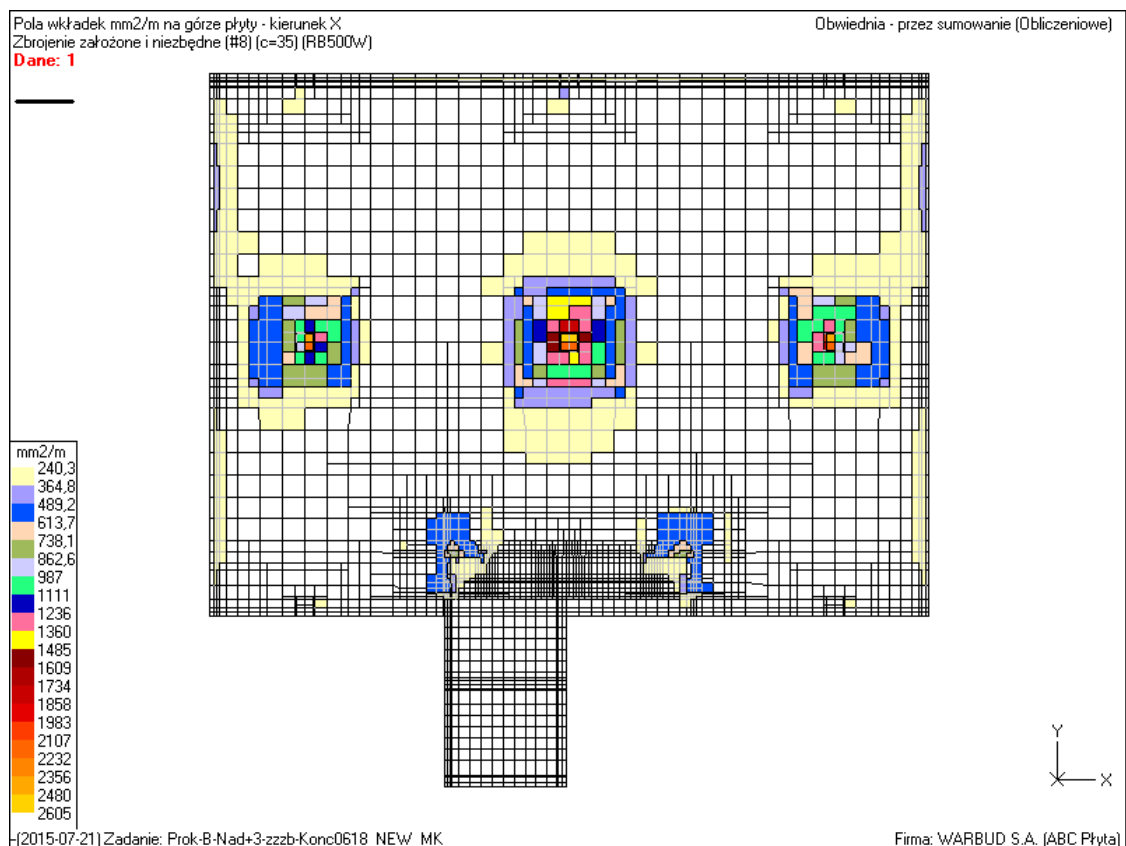 Pola wkładek mm2/m na górze płyty - kierunek X
Obwiednia - przez sumowanie (Obliczeniowe)
Zbrojenie założone i niezbędne (#8) (c=35) (RB500W)
Dane: 1
mm2/m
240,3
364,8
489,2
613,7
738,1
862,6
987
1111
1236
1360
1485
1609
1734
1858
1983
2107
2232
2356
2480
2605
Y
X
-(2015-07-21) Zadanie: Prok-B-Nad+3-zzzb-Konc0618_NEW_MK
Firma: WARBUD S.A. (ABC Płyta)